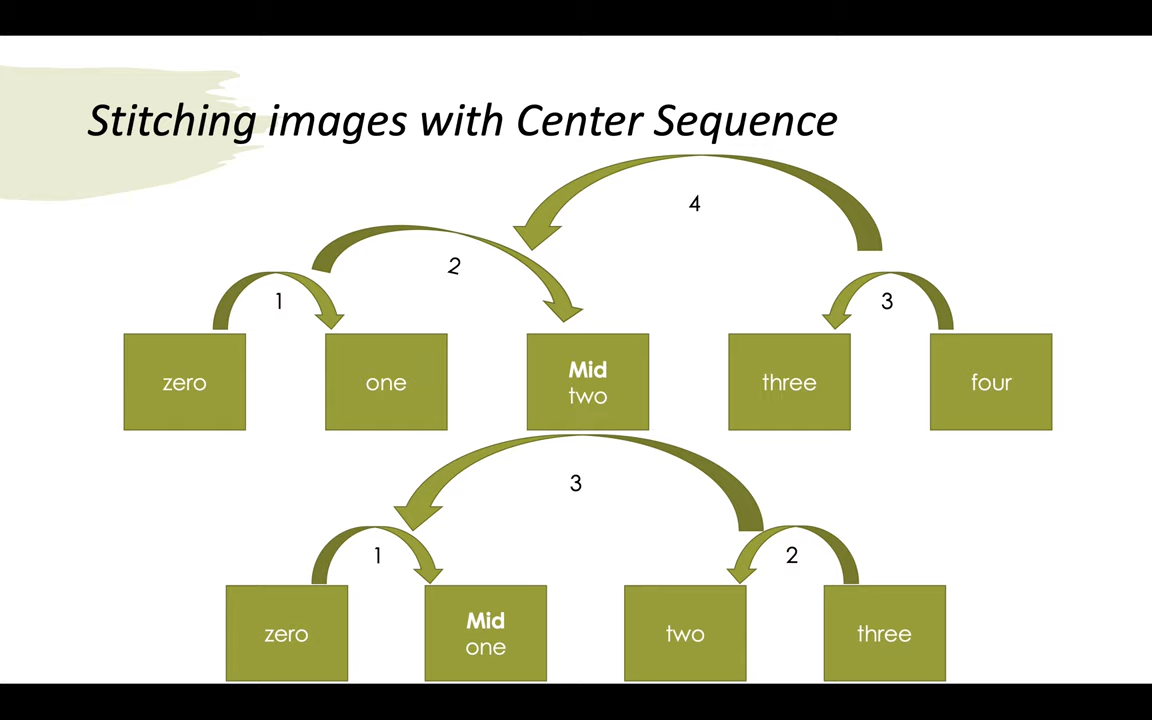 Stitching images with Center Sequence
4
2
1
3
zero
one
Mid
two
three
four
3
1
2
zero
Mid
one
two
three